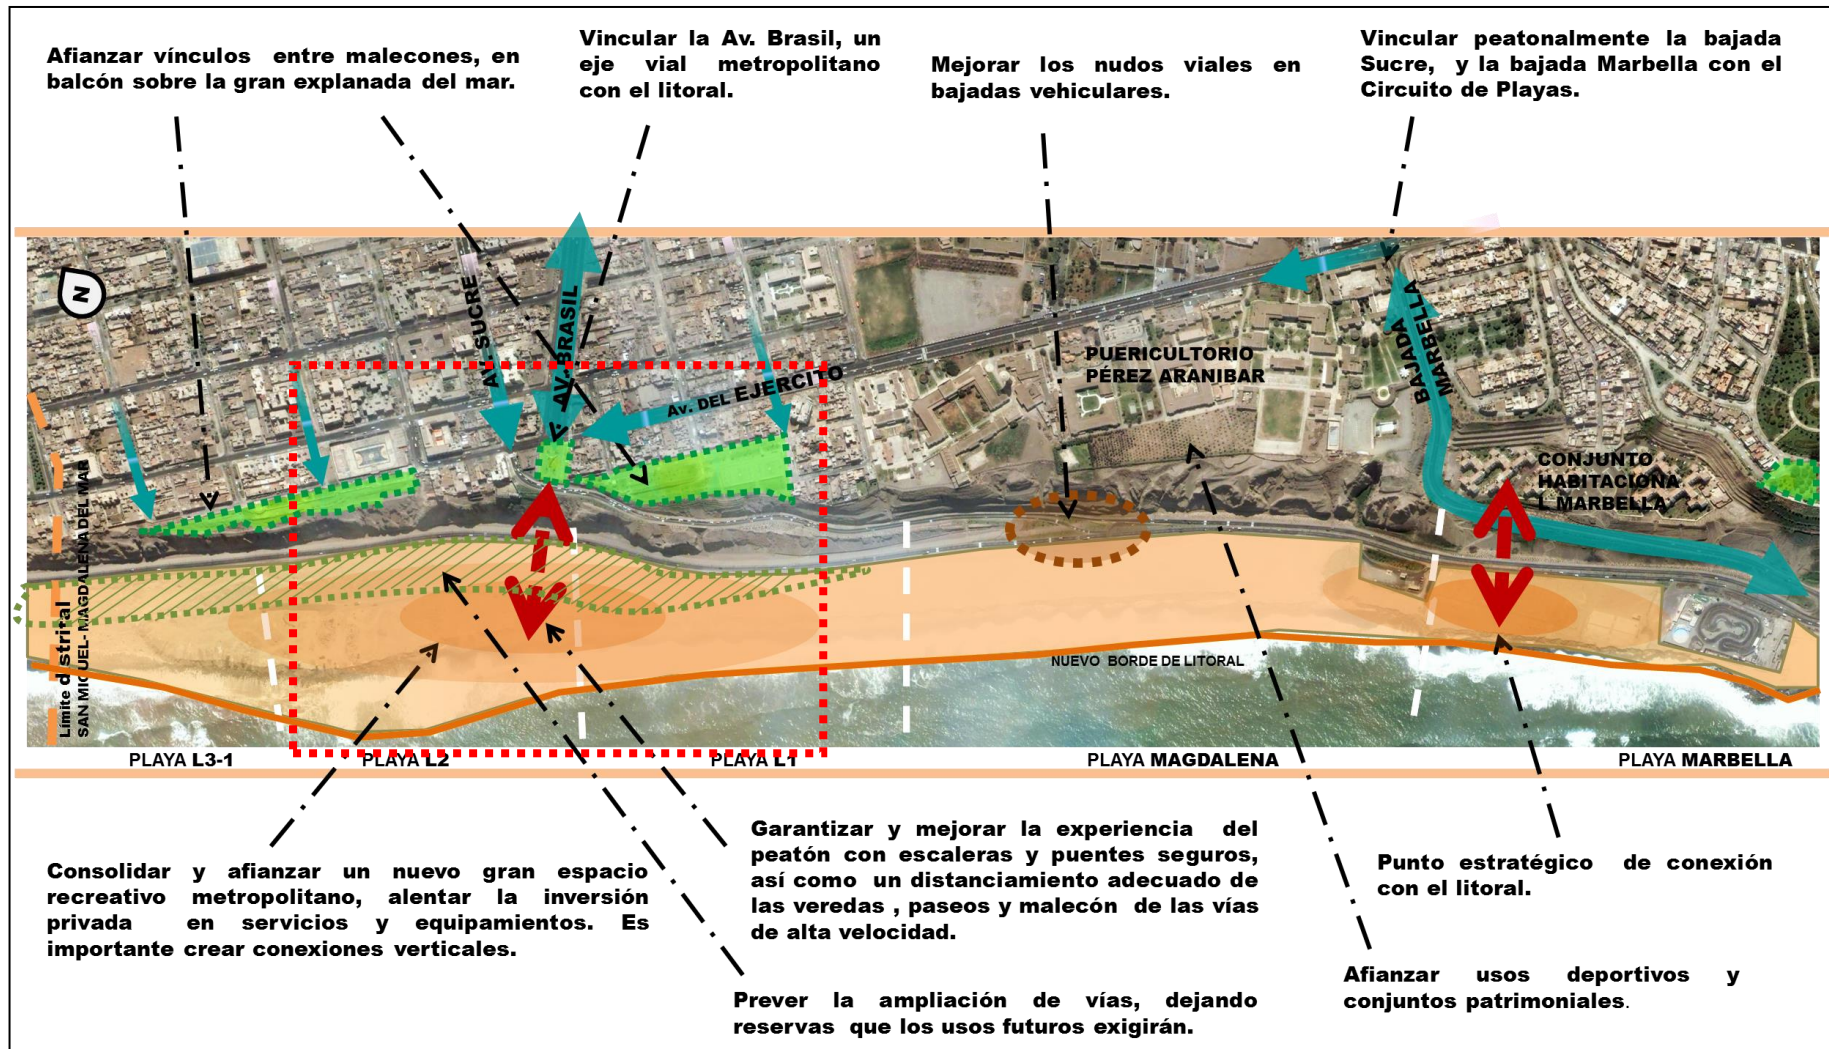 Afianzar vínculos entre malecones, en
balcón sobre la gran explanada del mar.
Vincular la Av. Brasil, un
eje vial metropolitano
con el litoral.
Mejorar los nudos viales en
bajadas vehiculares.
Vincular peatonalmente la bajada
Sucre, y la bajada Marbella con el
Circuito de Playas.
N
AV. SUCRE
AV. BRASIL
Av. DEL EJERCITO
PUERICULTORIO
PÉREZ ARANIBAR
BAJADA
MARBELLA
CONJUNTO
HABITACIONA
L MARBELLA
Límite distrital
SAN MIGUEL- MAGDALENA DEL MAR
NUEVO BORDE DE LITORAL
PLAYA L3-1
PLAYA L2
PLAYA L1
PLAYA MAGDALENA
PLAYA MARBELLA
Consolidar y afianzar un nuevo gran espacio
recreativo metropolitano, alentar la inversión
privada en servicios y equipamientos. Es
importante crear conexiones verticales.
Garantizar y mejorar la experiencia del
peatón con escaleras y puentes seguros,
así como un distanciamiento adecuado de
las veredas , paseos y malecón de las vías
de alta velocidad.
Prever la ampliación de vías, dejando
reservas que los usos futuros exigirán.
Punto estratégico de conexión
con el litoral.
Afianzar usos deportivos y
conjuntos patrimoniales.